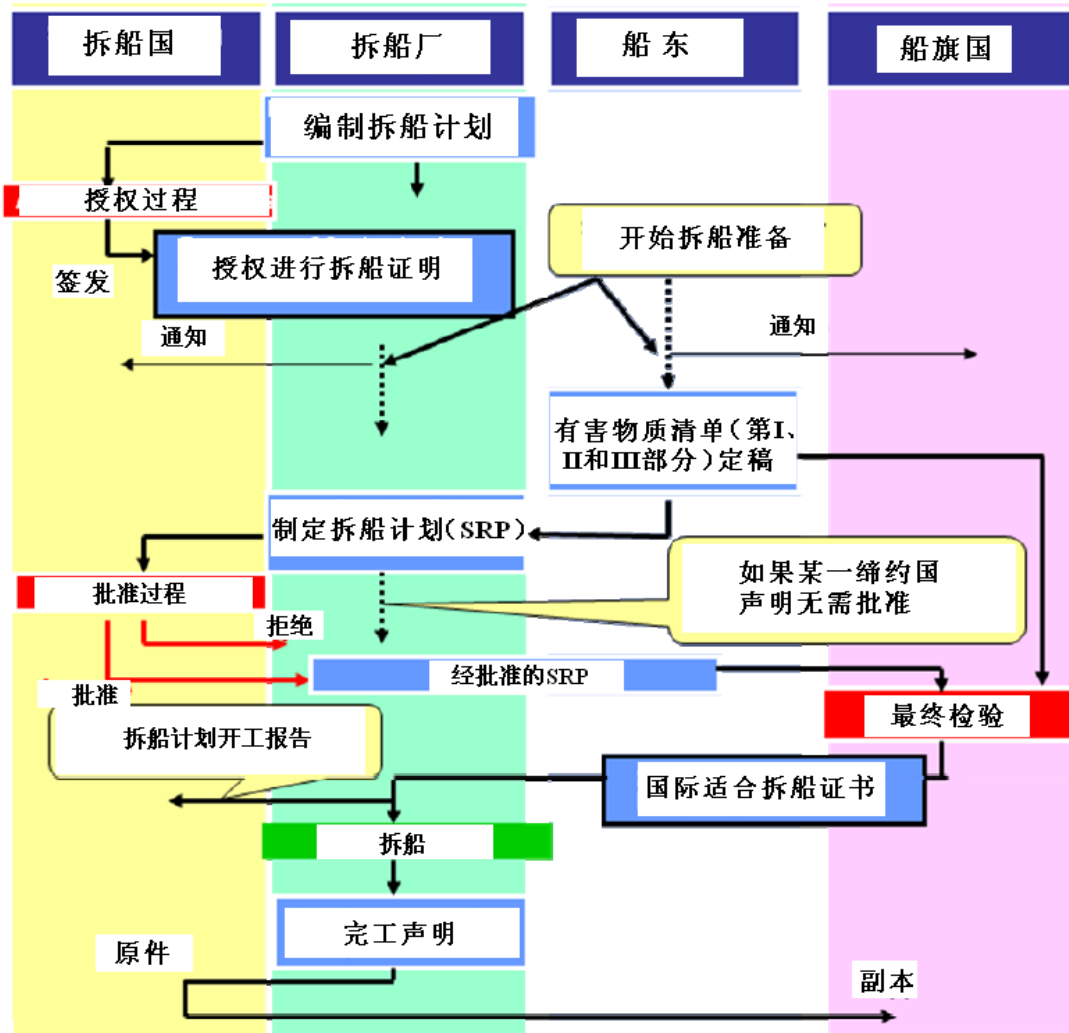 拆船国
拆船厂
船东
船旗国
编制拆船计划
授权过程
开始拆船准备
授权进行拆船证明
签发
通知
通知
有害物质清单（第I、
II和III部分）定稿
制定拆船计划（SRP）
如果某一缔约国
声明无需批准
批准过程
拒绝
经批准的SRP
批准
最终检验
拆船计划开工报告
国际适合拆船证书
拆船
完工声明
原件
副本